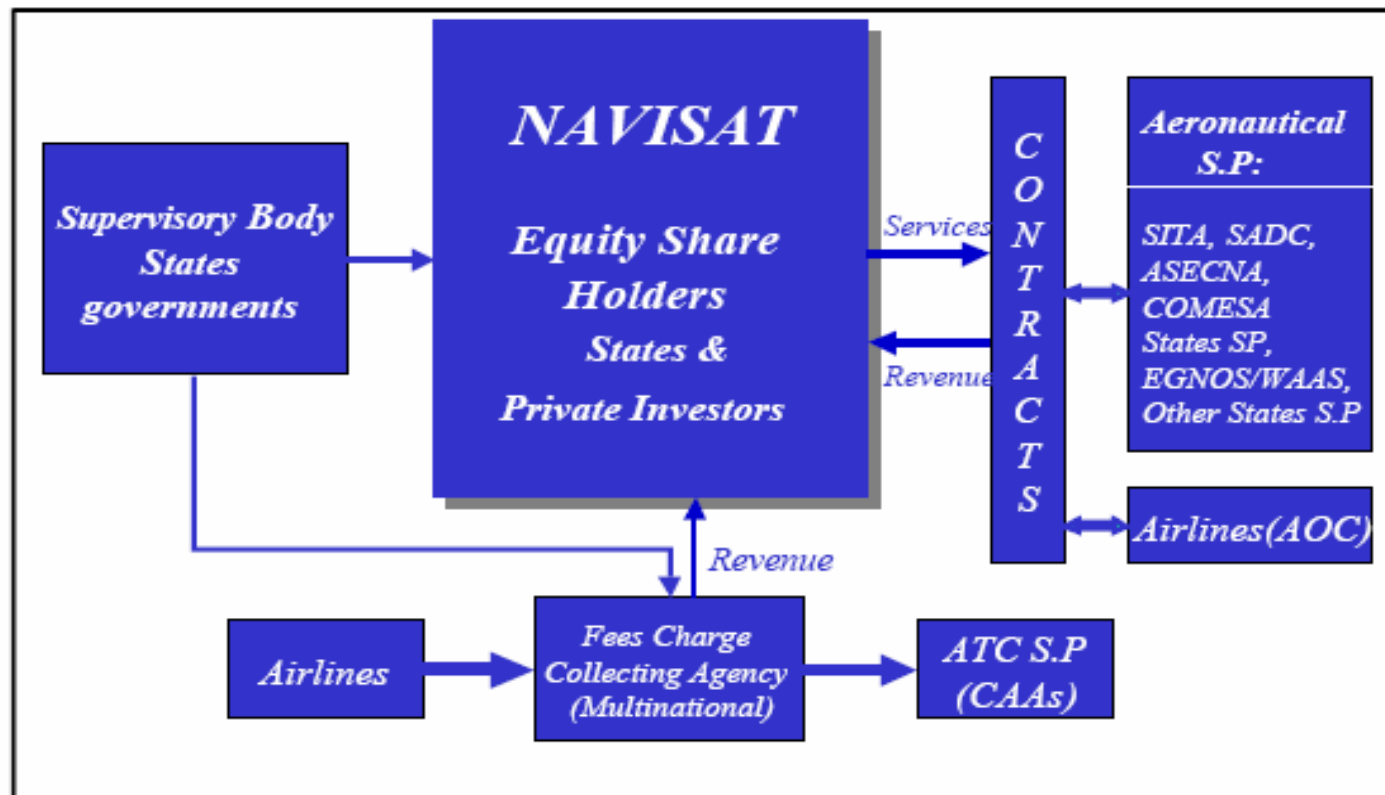 NAVISAT
Equity Share
Holders
States &
Private Investors
Supervisory Body
States
governments
Services
Revenue
C
O
N
T
R
A
C
T
S
Aeronautical
S.P:
SITA, SADC,
ASECNA,
COMESA
States SP,
EGNOS/WAAS,
Other States S.P
Airlines(AOC)
Revenue
Airlines
Fees Charge
Collecting Agency
(Multinational)
ATC S.P
(CAAs)